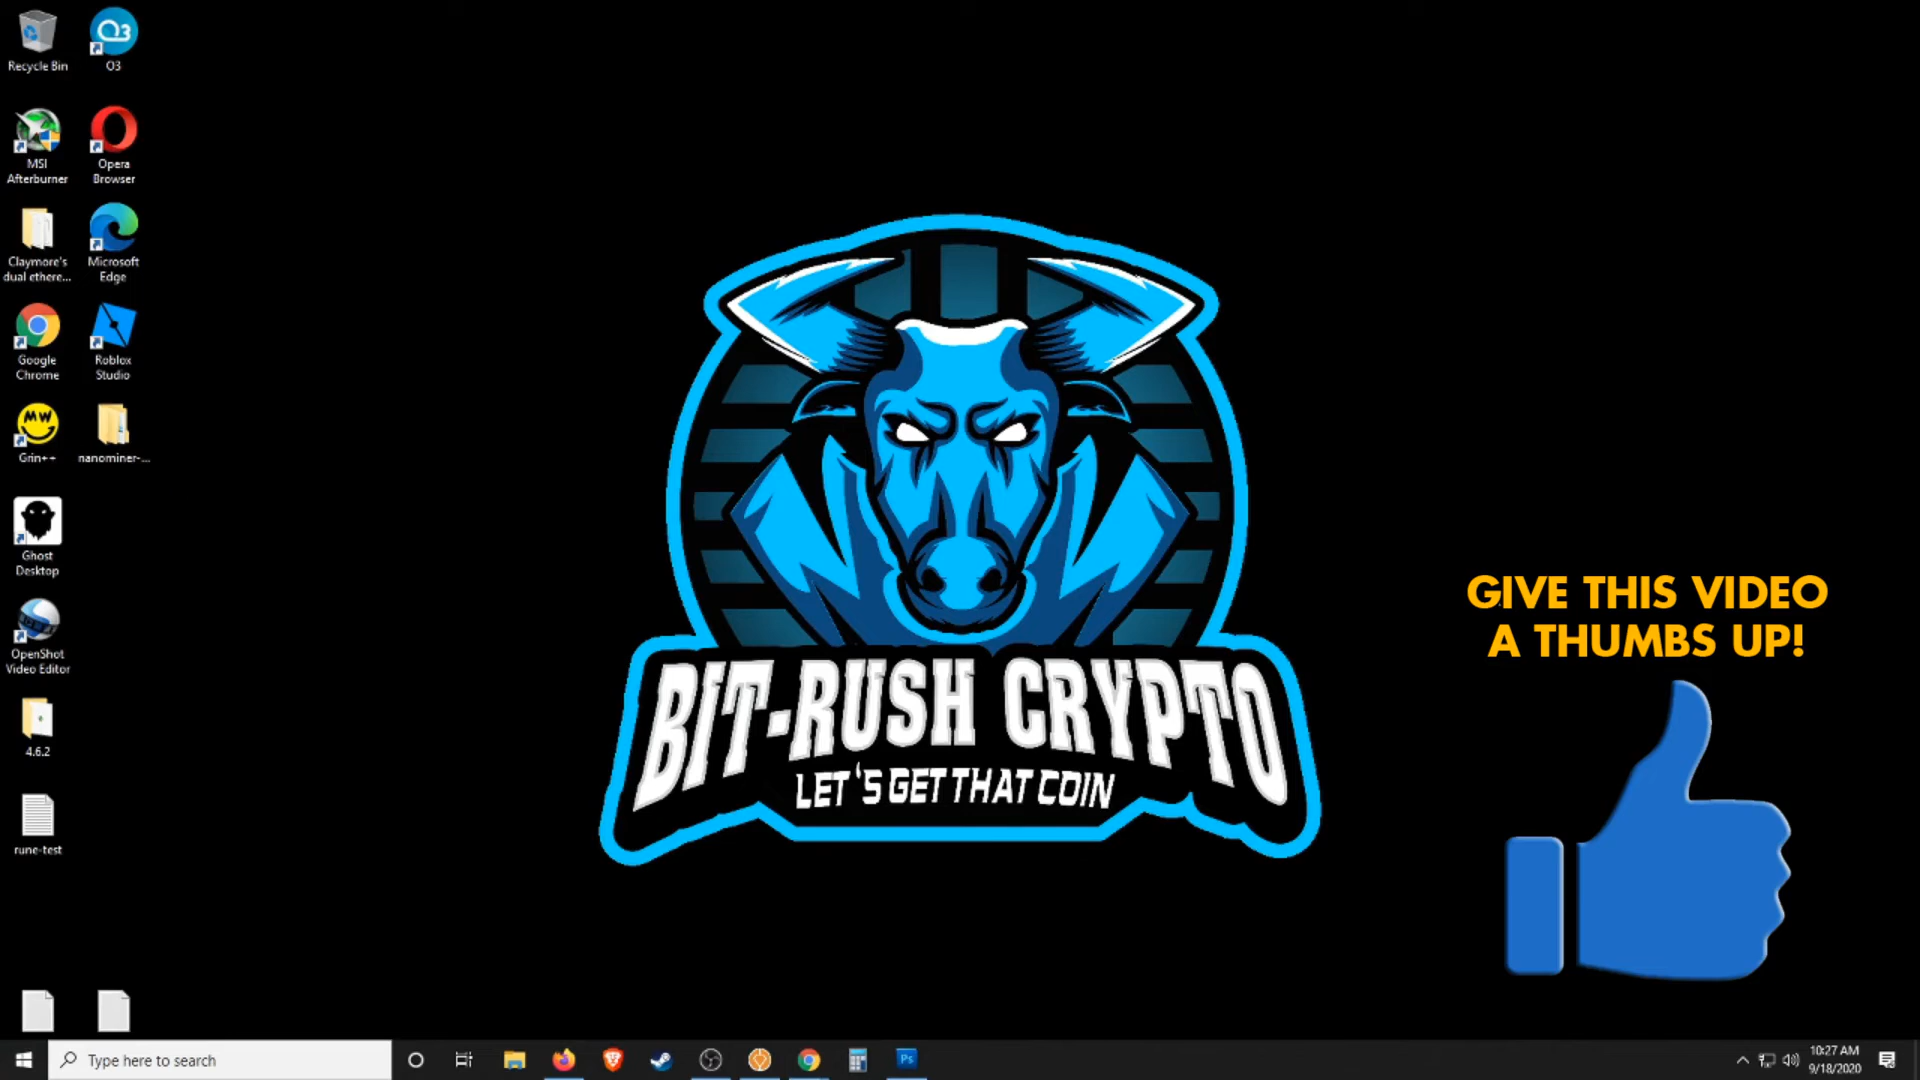 Recycle Bin
O3
MSI
Afterburner
Opera
Browser
Claymore's
dual ethere...
Microsoft
Edge
Google
Chrome
Roblox
Studio
MW
Grin++
nanominer-...
Ghost
Desktop
OpenShot
Video Editor
4.6.2
rune-test
BIT-RUSH CRYPTO
LET'S GET THAT COIN
GIVE THIS VIDEO
A THUMBS UP!
Type here to search
Ps
10:27 AM
9/18/2020